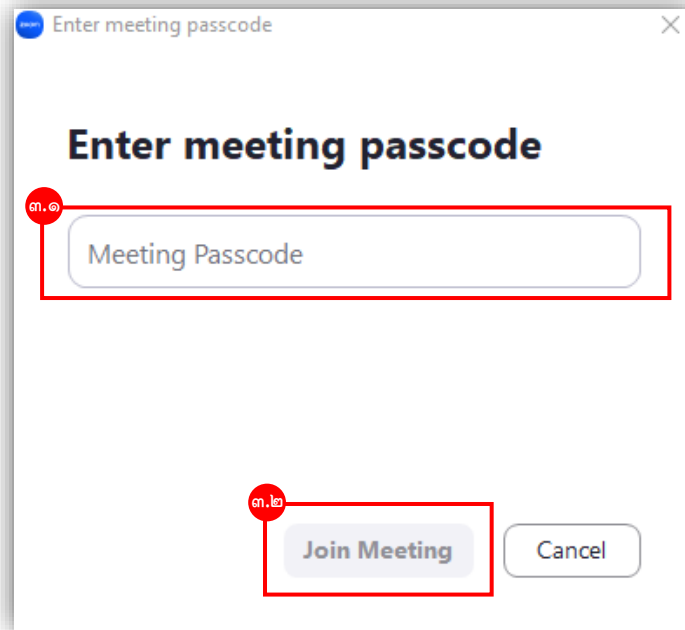 zoom
Enter meeting passcode
Enter meeting passcode
๓.๑
Meeting Passcode
๓.๒
Join Meeting
Cancel